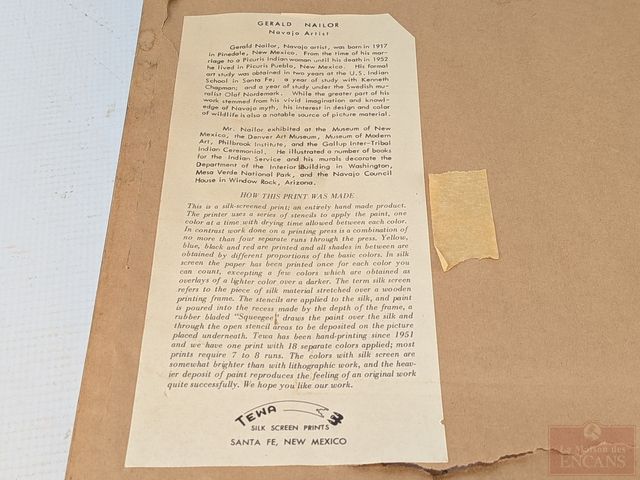 GERALD NAILOR
Navajo Artist
Gerald Nailor, Navajo artist, was born in 1917
in Pinedale, New Mexico. From the time of his mar-
riage to a Picuris Indian woman until his death in 1952
he lived in Picuris Pueblo, New Mexico. His formal
art study was obtained in two years at the U.S. Indian
School in Santa Fe; a year of study with Kenneth
Chapman; and a year of study under the Swedish mu-
ralist Olof Nordemark. While the greater part of his
work stemmed from his vivid imagination and knowl-
edge of Navajo myth, his interest in design and color
of wildlife is also a notable source of picture material.
Mr. Nailor exhibited at the Museum of New
Mexico, the Denver Art Museum, Museum of Modern
Art, Philbrook Institute, and the Gallup Inter-Tribal
Indian Ceremonial. He illustrated a number of books
for the Indian Service and his murals decorate the
Department of the Interior Building in Washington,
Mesa Verde National Park, and the Navajo Council
House in Window Rock, Arizona.
HOW THIS PRINT WAS MADE
This is a silk-screened print; an entirely hand made product.
The printer uses a series of stencils to apply the paint, one
color at a time with drying time allowed between each color.
In contrast work done on a printing press is a combination of
no more than four separate runs through the press. Yellow,
blue, black and red are printed and all shades in between are
obtained by different proportions of the basic colors. In silk
screen the paper has been printed once for each color you
can count, excepting a few colors which are obtained as
overlays of a lighter color over a darker. The term silk screen
refers to the piece of silk material stretched over a wooden
printing frame. The stencils are applied to the silk, and paint
is poured into the recess made by the depth of the frame, a
rubber bladed "Squeegee" draws the paint over the silk and
through the open stencil areas to be deposited on the picture
placed underneath. Tewa has been hand-printing since 1951
and we have one print with 18 separate colors applied; most
prints require 7 to 8 runs. The colors with silk screen are
somewhat brighter than with lithographic work, and the heav-
ier deposit of paint reproduces the feeling of an original work
quite successfully. We hope you like our work.
TEWA
SILK SCREEN PRINTS
SANTA FE, NEW MEXICO
La Maison des
ENCANS